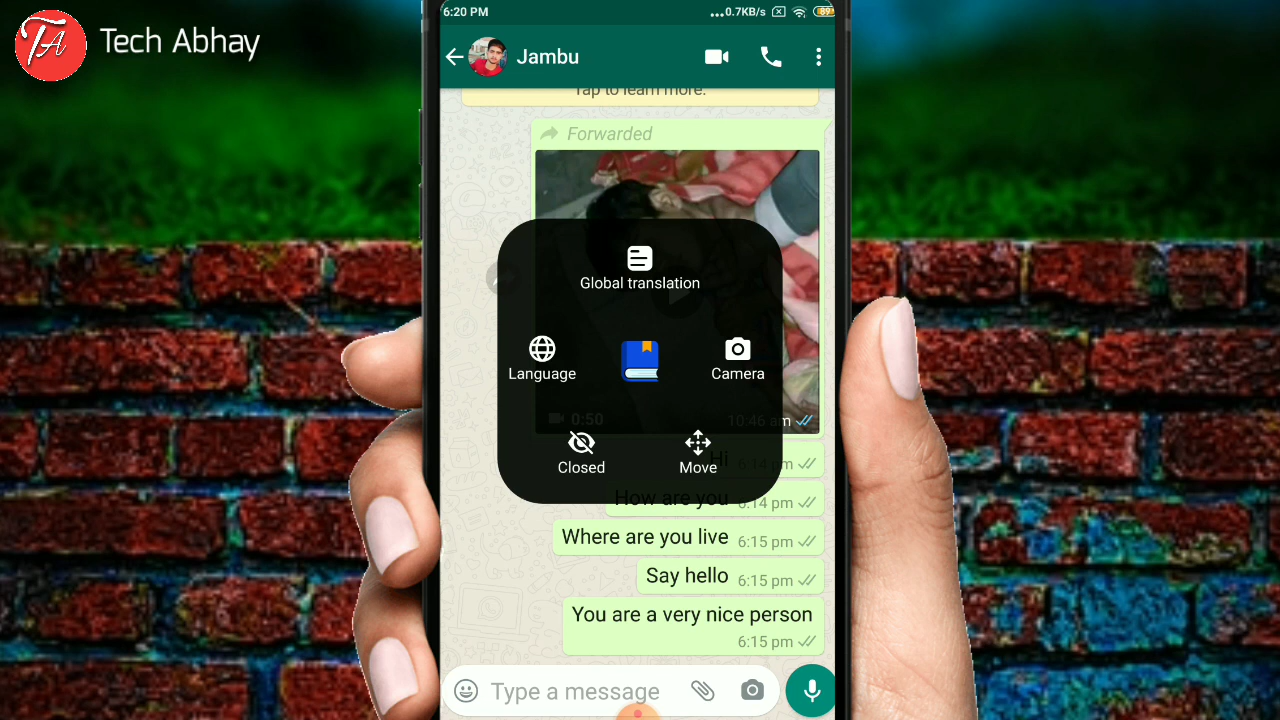 TA
Tech Abhay
6:20 PM
...0.7KB/s
89
Jambu
Tap to learn more.
Forwarded
Global translation
Language
Camera
0:50
10:46 am
Closed
Move
Hi 6:14 pm
How are you 6:14 pm
Where are you live 6:15 pm
Say hello 6:15 pm
You are a very nice person
6:15 pm
Type a message